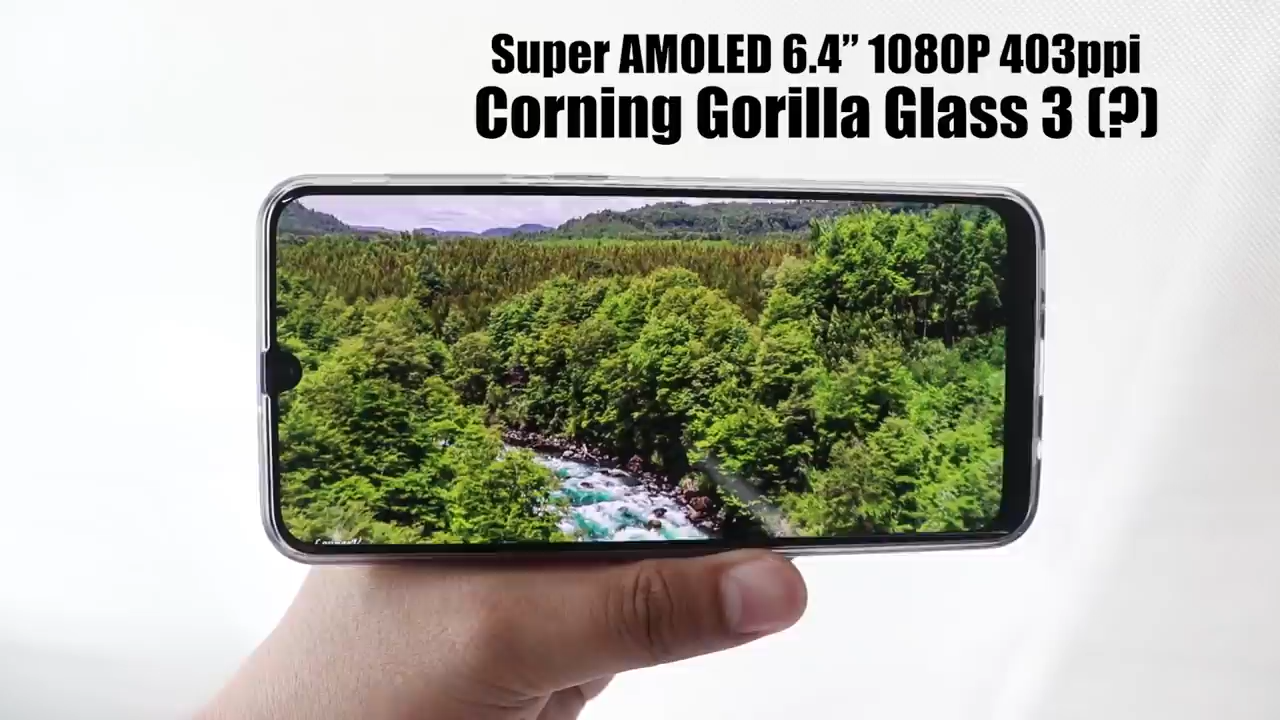 Super AMOLED 6.4” 1080P 403ppi
Corning Gorilla Glass 3 (?)